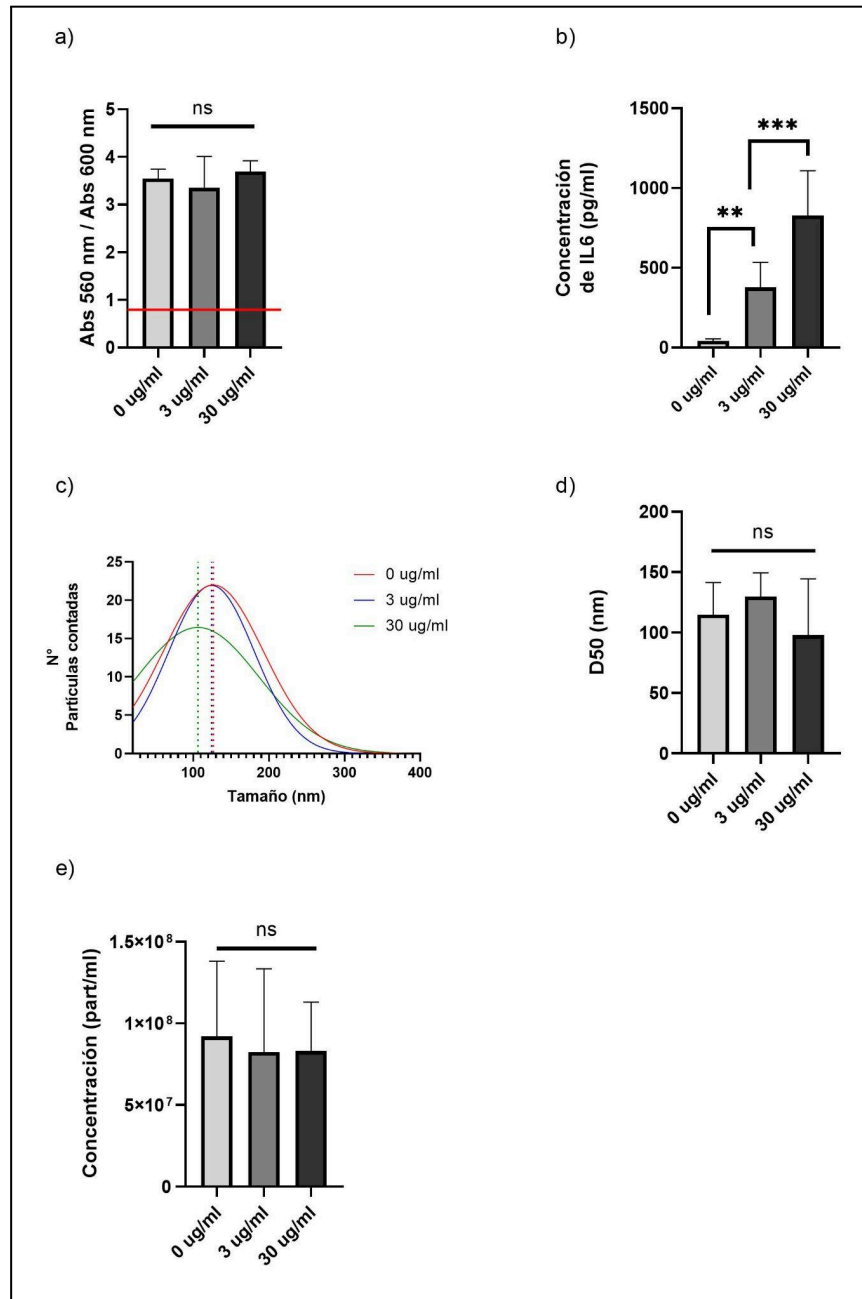 a)
ns
Abs 560 nm / Abs 600 nm
5
4
3
2
1
0
0 ug/ml
3 ug/ml
30 ug/ml
b)
Concentración
de IL6 (pg/ml)
1500
1000
500
0
**
***
0 ug/ml
3 ug/ml
30 ug/ml
c)
N°
Partículas contadas
25
20
15
10
5
0
100
200
300
400
Tamaño (nm)
0 ug/ml
3 ug/ml
30 ug/ml
d)
ns
D50 (nm)
200
150
100
50
0
0 ug/ml
3 ug/ml
30 ug/ml
e)
ns
Concentración (part/ml)
1.5×10⁸
1×10⁸
5×10⁷
0
0 ug/ml
3 ug/ml
30 ug/ml